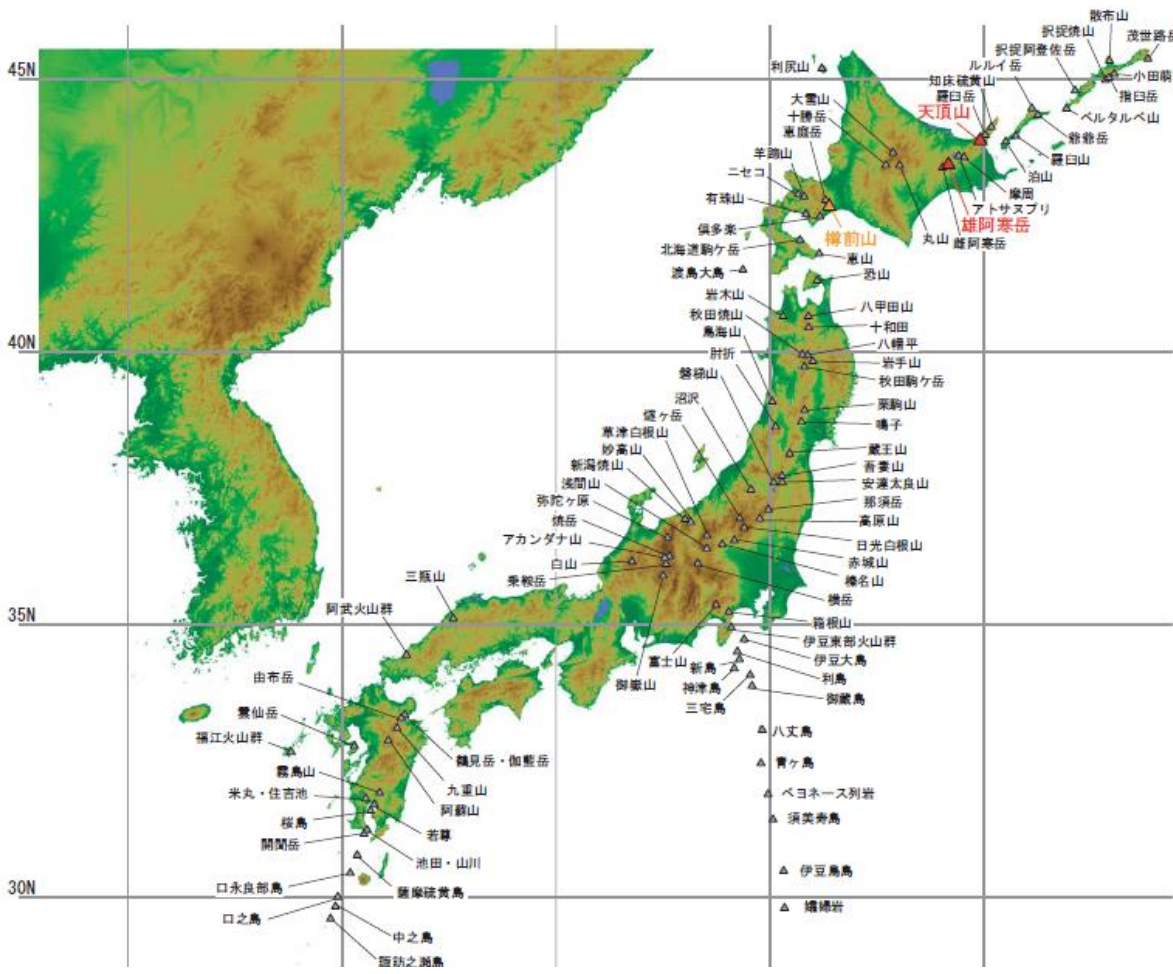 散布山
択捉焼山
茂世路岳
択捉阿登佐岳
ルルイ岳
小田萌
45N
利尻山
知床硫黄山
指臼岳
羅臼岳
ベルタルベ山
大雪山
天頂山
十勝岳
爺爺岳
恵庭岳
羅臼山
羊蹄山
泊山
ニセコ
摩周
アトサヌプリ
有珠山
雄阿寒岳
倶多楽
樽前山
丸山
雌阿寒岳
北海道駒ケ岳
恵山
渡島大島
恐山
岩木山
八甲田山
秋田焼山
十和田
鳥海山
八幡平
40N
肘折
岩手山
磐梯山
秋田駒ケ岳
沼沢
栗駒山
燧ヶ岳
鳴子
草津白根山
妙高山
蔵王山
新潟焼山
吾妻山
浅間山
安達太良山
弥陀ヶ原
那須岳
焼岳
高原山
アカンダナ山
日光白根山
白山
赤城山
乗鞍岳
榛名山
三瓶山
横岳
阿武火山群
箱根山
35N
伊豆東部火山群
富士山
伊豆大島
新島
利島
御嶽山
神津島
由布岳
三宅島
御蔵島
雲仙岳
八丈島
福江火山群
鶴見岳・伽藍岳
青ヶ島
霧島山
九重山
米丸・住吉池
阿蘇山
ベヨネース列岩
桜島
若尊
須美寿島
開聞岳
池田・山川
伊豆鳥島
口永良部島
薩摩硫黄島
30N
孀婦岩
口之島
中之島
諏訪之瀬島